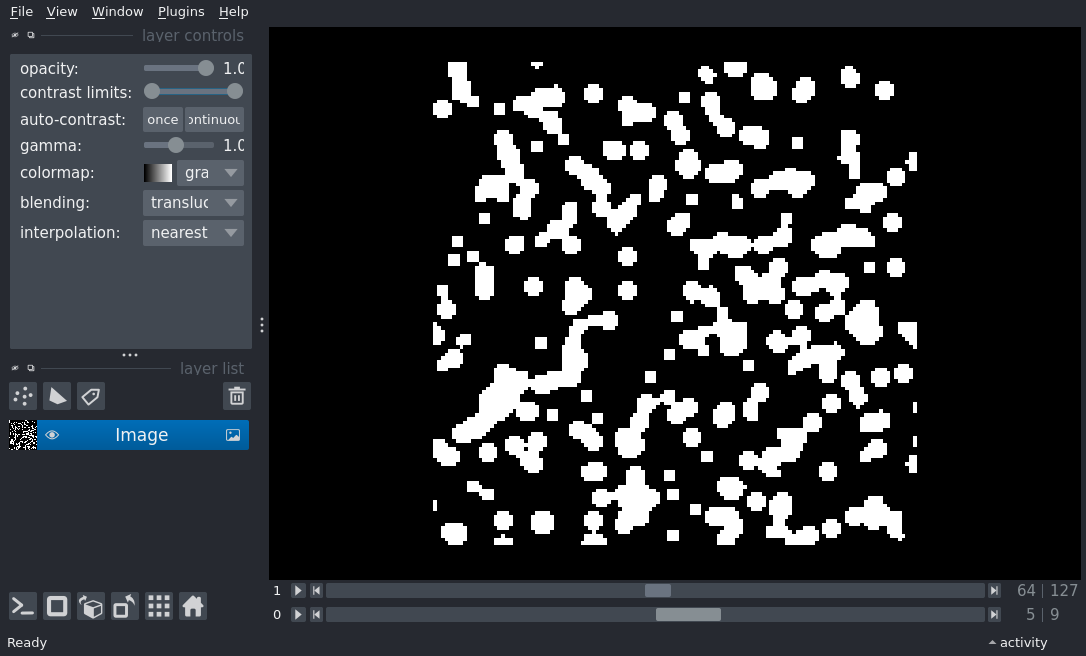 File View Window Plugins Help
layer controls
opacity: 1.0
contrast limits:
auto-contrast: once ontinuou
gamma: 1.0
colormap: gra
blending: transluc
interpolation: nearest
layer list
Image
1 64 127
0 5 9
Ready activity